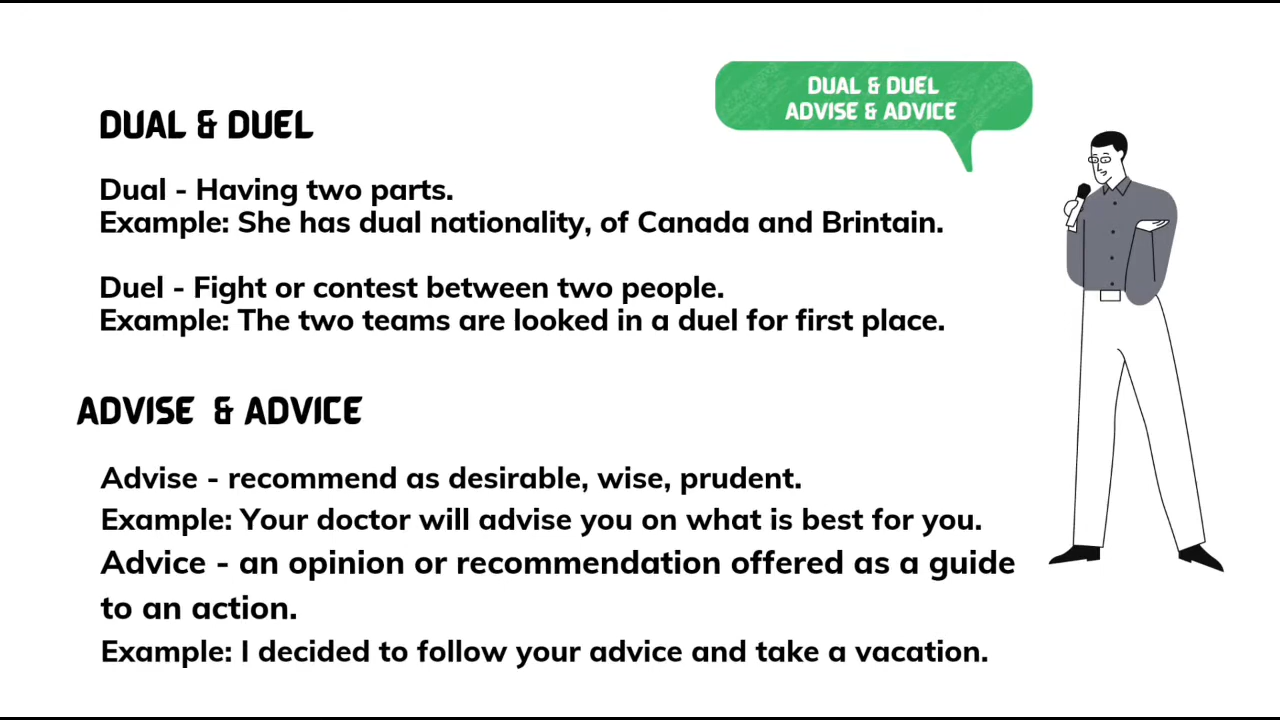 DUAL & DUEL
ADVISE & ADVICE
DUAL & DUEL
Dual - Having two parts.
Example: She has dual nationality, of Canada and Brintain.
Duel - Fight or contest between two people.
Example: The two teams are looked in a duel for first place.
ADVISE & ADVICE
Advise - recommend as desirable, wise, prudent.
Example: Your doctor will advise you on what is best for you.
Advice - an opinion or recommendation offered as a guide
to an action.
Example: I decided to follow your advice and take a vacation.